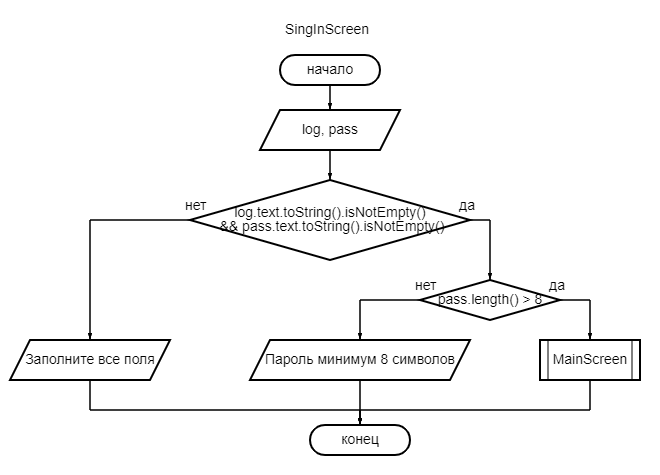 SingInScreen
начало
log, pass
нет
да
log.text.toString().isNotEmpty()
&& pass.text.toString().isNotEmpty()
нет
да
pass.length() > 8
Заполните все поля
Пароль минимум 8 символов
MainScreen
конец